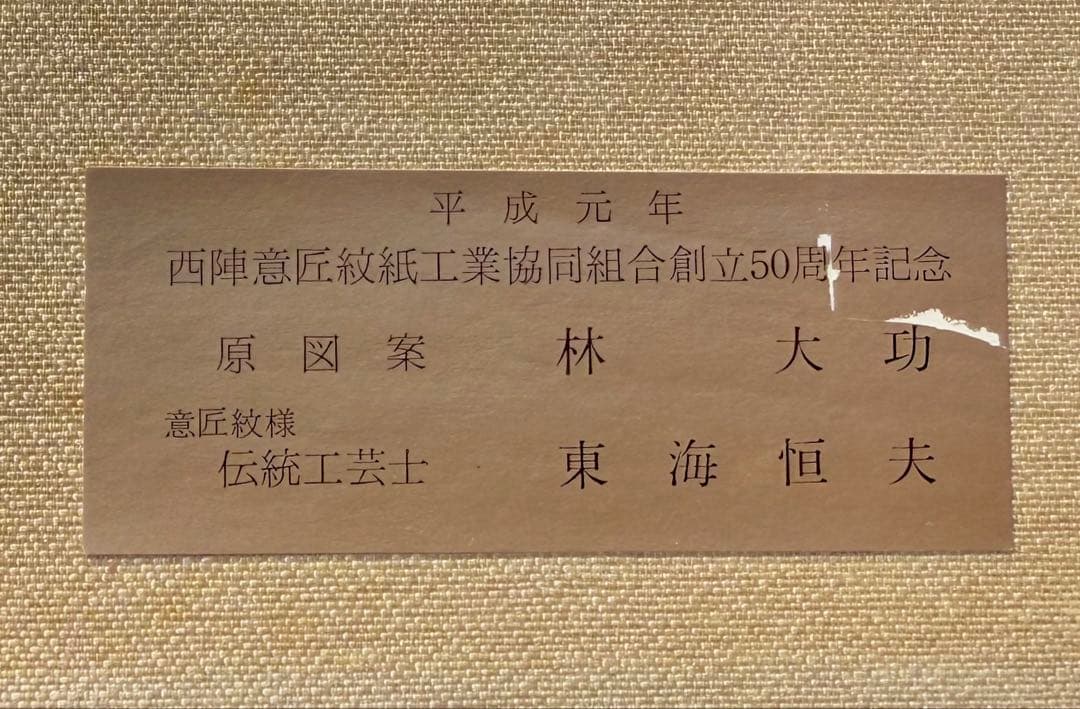 平成元年
西陣意匠紋紙工業協同組合創立50周年記念
原図案 林 大功
意匠紋様
伝統工芸士 東海恒夫